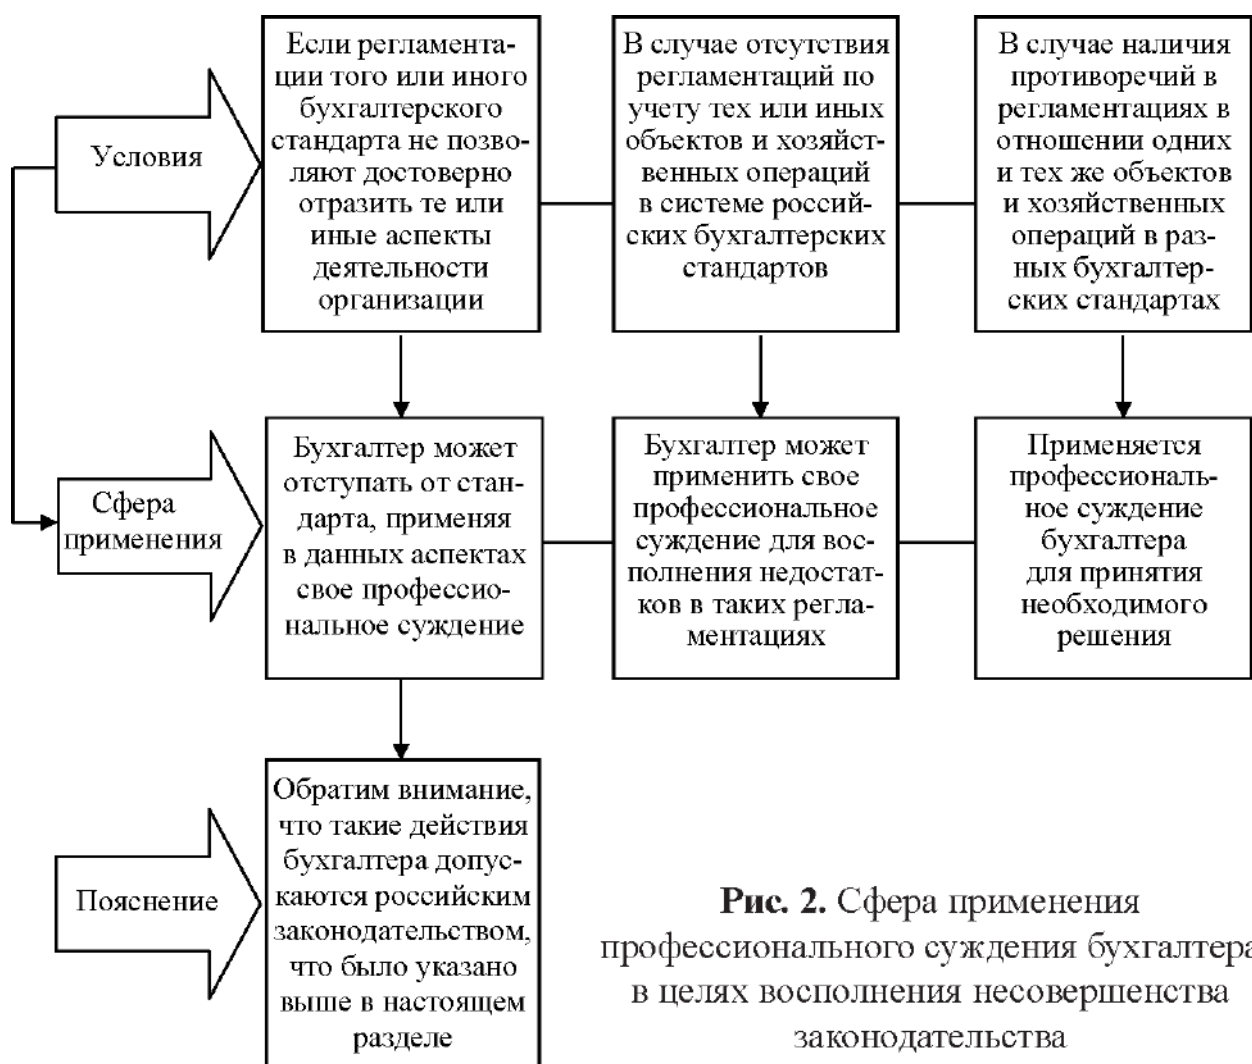 Условия
Если регламента-
ции того или иного
бухгалтерского
стандарта не позво-
ляют достоверно
отразить те или
иные аспекты
деятельности
организации
В случае отсутствия
регламентаций по
учету тех или иных
объектов и хозяйст-
венных операций
в системе россий-
ских бухгалтерских
стандартов
В случае наличия
противоречий в
регламентациях в
отношении одних
и тех же объектов
и хозяйственных
операций в раз-
ных бухгалтер-
ских стандартах
Сфера
применения
Бухгалтер может
отступать от стан-
дарта, применяя
в данных аспектах
свое профессио-
нальное суждение
Бухгалтер может
применить свое
профессиональное
суждение для вос-
полнения недостат-
ков в таких регла-
ментациях
Применяется
профессиональ-
ное суждение
бухгалтера
для принятия
необходимого
решения
Пояснение
Обратим внимание,
что такие действия
бухгалтера допус-
каются российским
законодательством,
что было указано
выше в настоящем
разделе
Рис. 2. Сфера применения
профессионального суждения бухгалтера
в целях восполнения несовершенства
законодательства